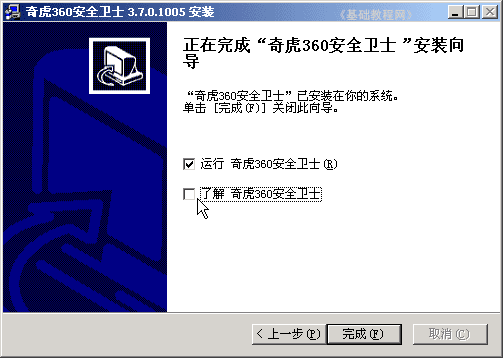 奇虎360安全卫士 3.7.0.1005 安装
《基础教程网》
正在完成“奇虎360安全卫士 ”安装向
导
“奇虎360安全卫士”已安装在你的系统。
单击 [完成(F)] 关闭此向导。
运行 奇虎360安全卫士(R)
了解 奇虎360安全卫士
< 上一步(P)
完成(F)
取消(C)